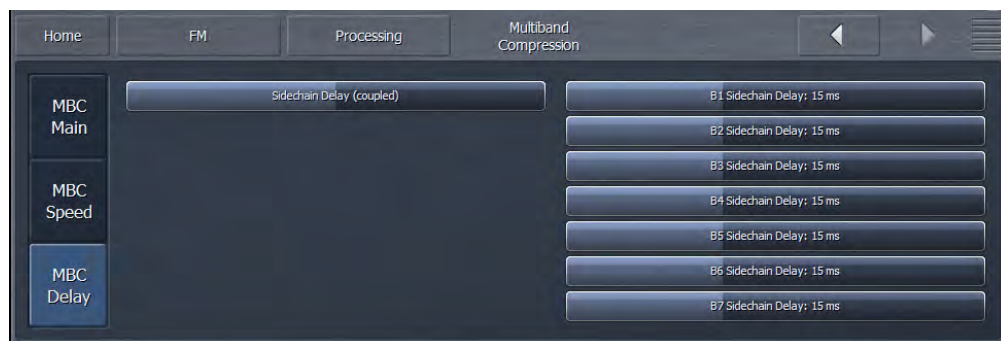 Home
FM
Processing
Multiband
Compression
MBC
Main
MBC
Speed
MBC
Delay
Sidechain Delay (coupled)
B1 Sidechain Delay: 15 ms
B2 Sidechain Delay: 15 ms
B3 Sidechain Delay: 15 ms
B4 Sidechain Delay: 15 ms
B5 Sidechain Delay: 15 ms
B6 Sidechain Delay: 15 ms
B7 Sidechain Delay: 15 ms